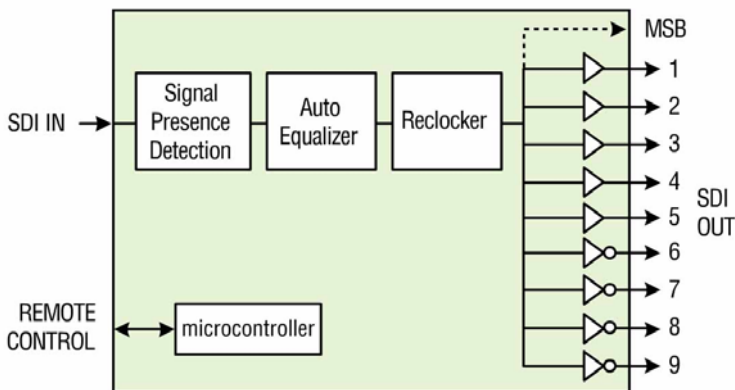 MSB
SDI IN
Signal
Presence
Detection
Auto
Equalizer
Reclocker
1
2
3
4
5
6
7
8
9
SDI
OUT
REMOTE
CONTROL
microcontroller